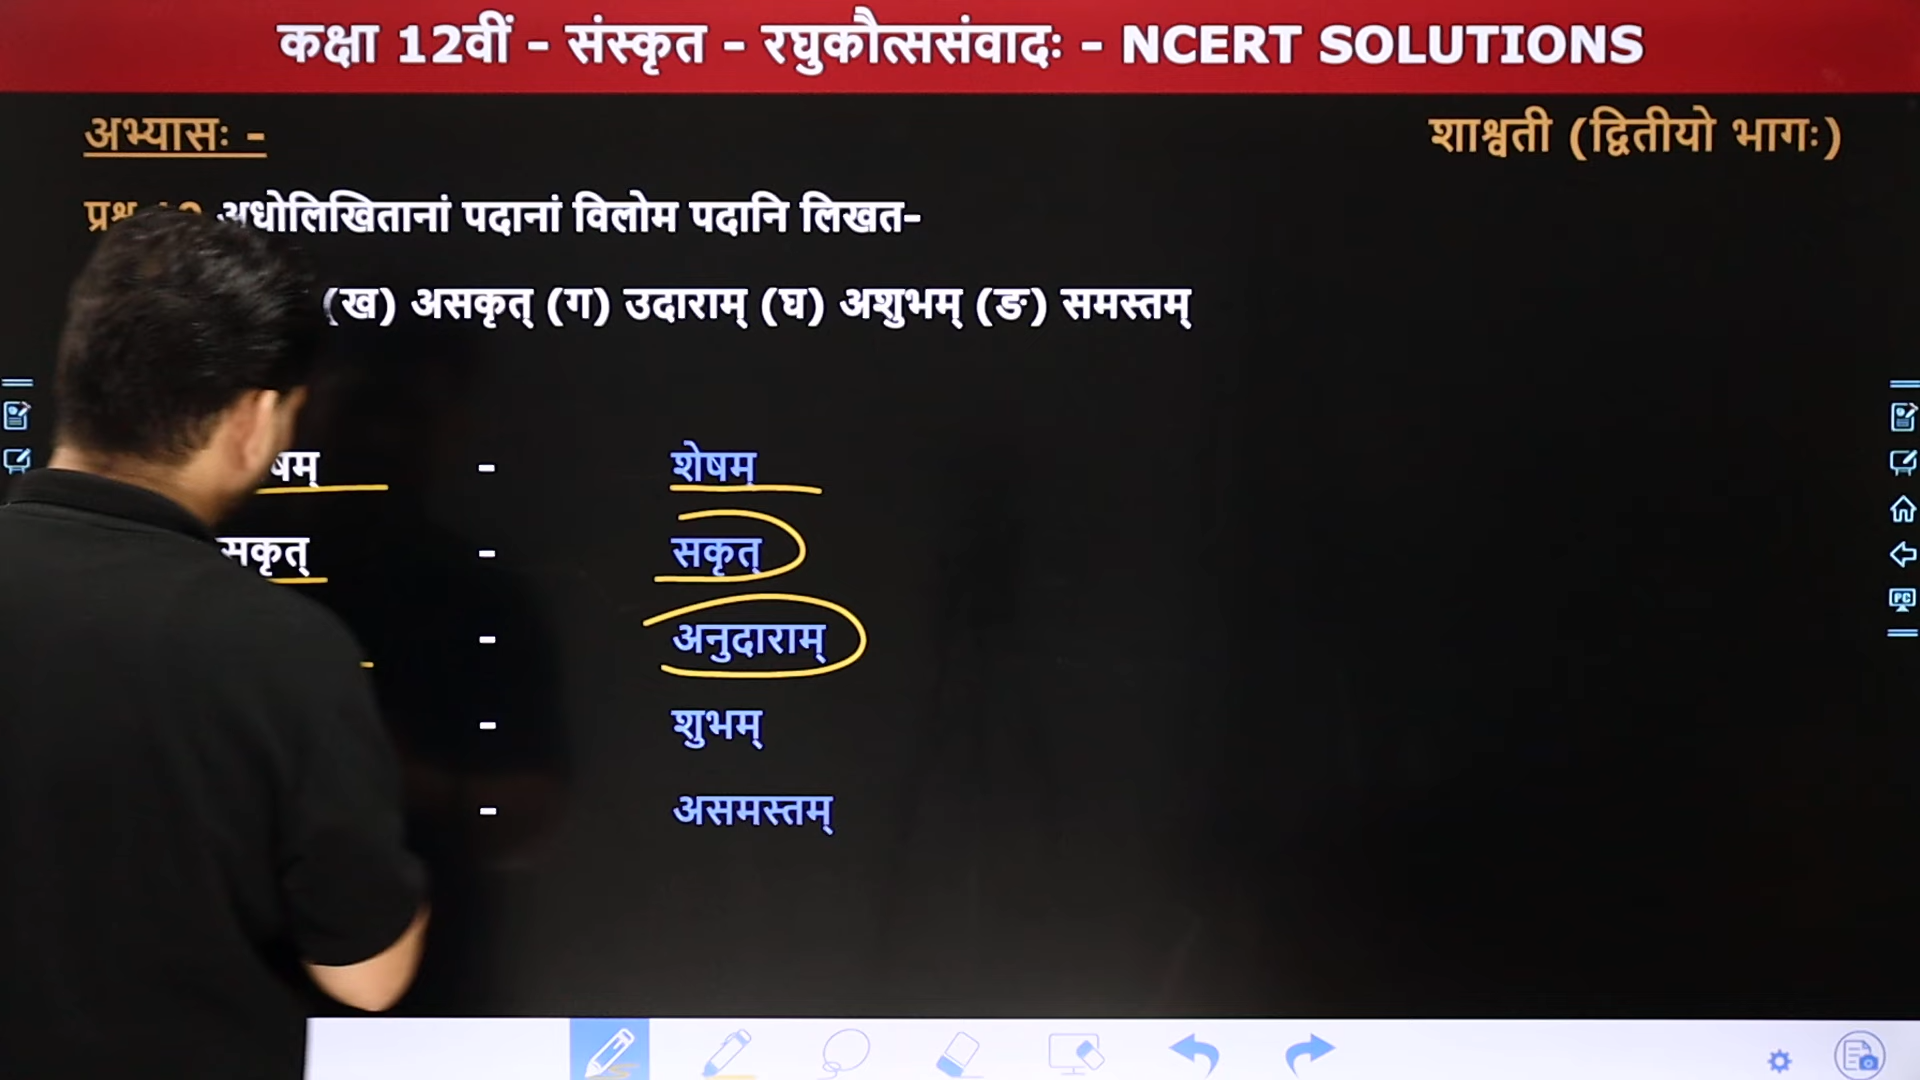 कक्षा 12वीं - संस्कृत - रघुकौत्ससंवादः - NCERT SOLUTIONS
अभ्यासः -
शाश्वती (द्वितीयो भागः)
अधोलिखितानां पदानां विलोम पदानि लिखत-
(ख) असकृत् (ग) उदाराम् (घ) अशुभम् (ङ) समस्तम्
- शेषम्
- सकृत्
- अनुदाराम्
- शुभम्
- असमस्तम्
PC